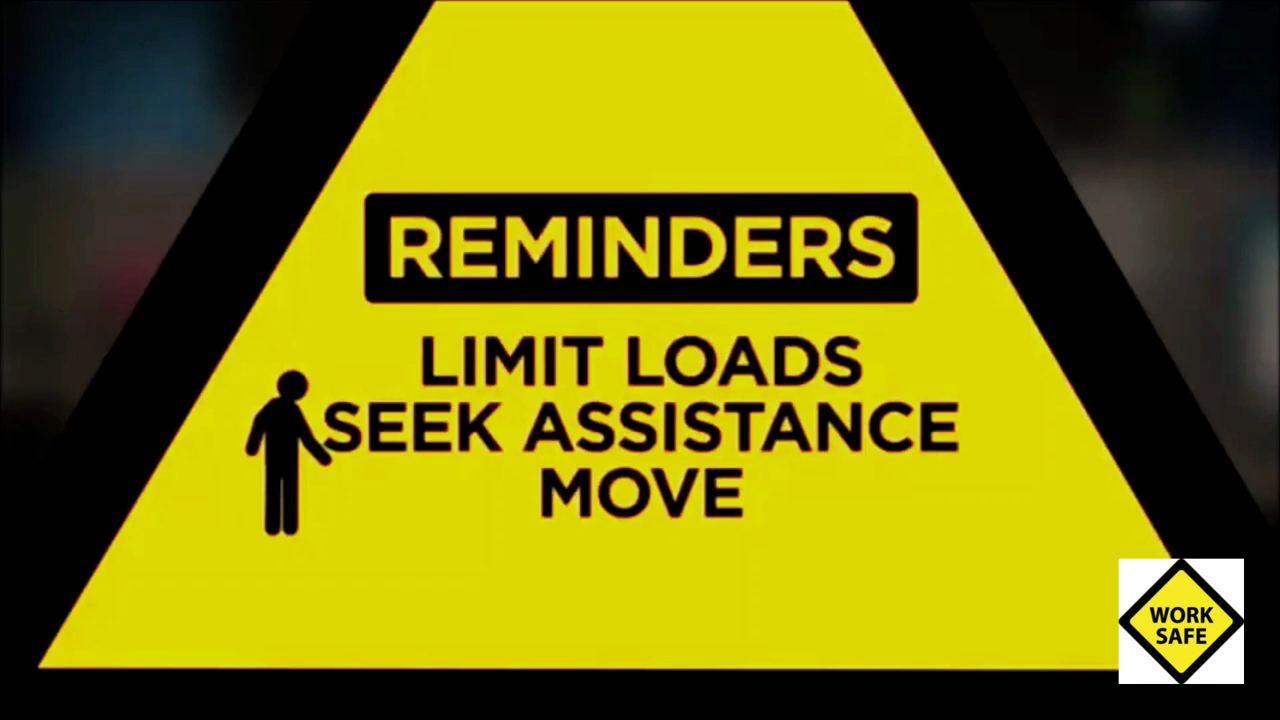 REMINDERS
LIMIT LOADS
SEEK ASSISTANCE
MOVE
WORK
SAFE